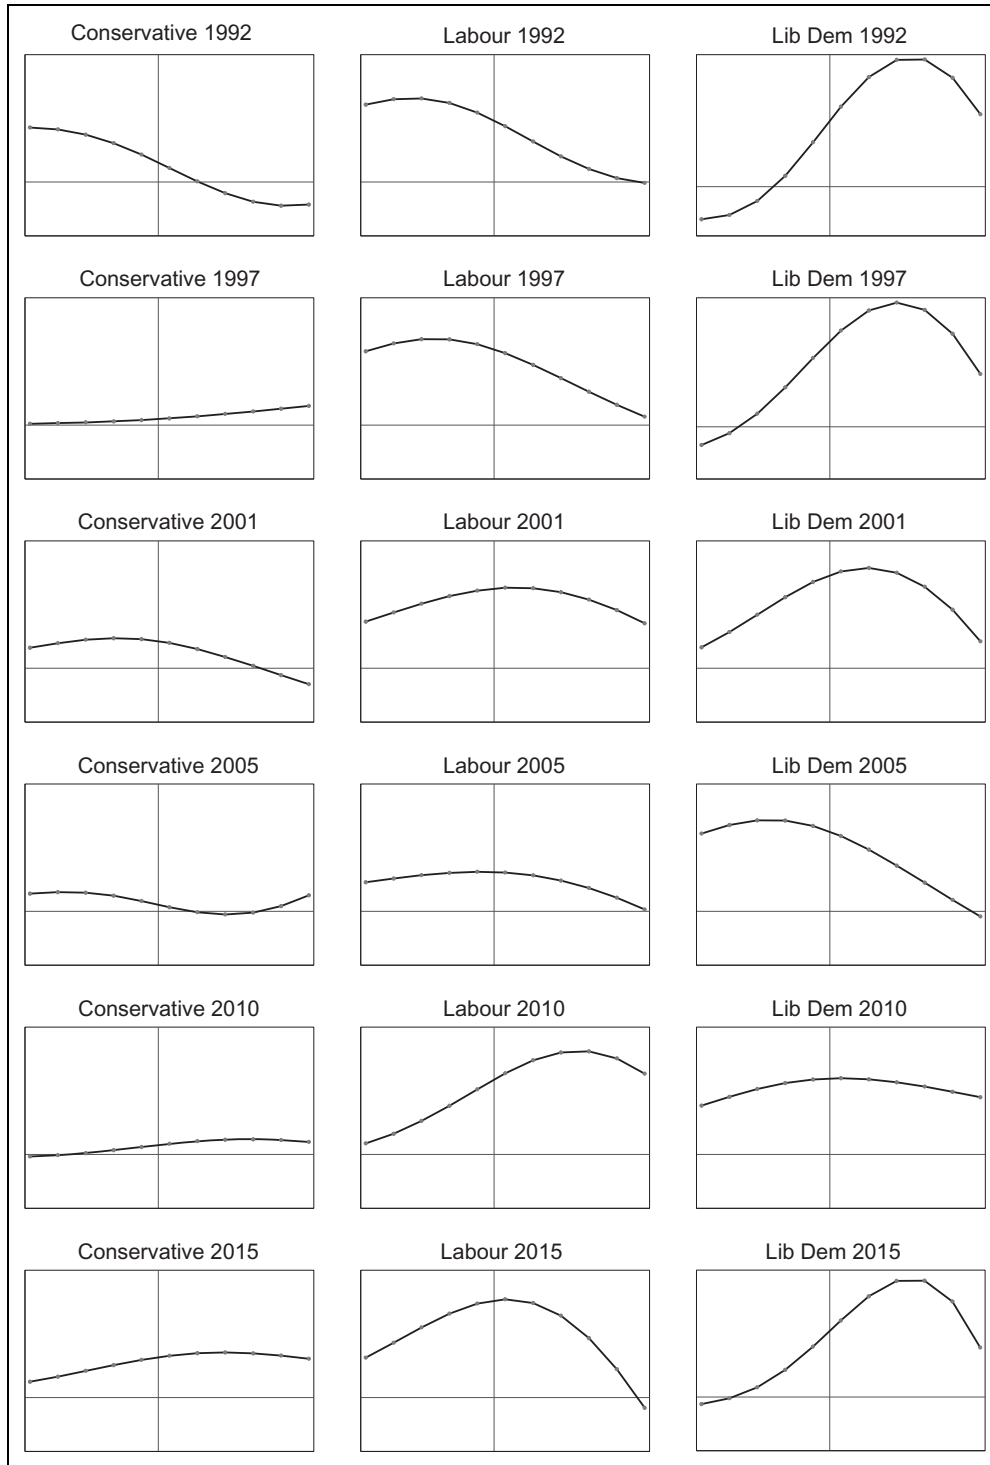 Conservative 1992
Labour 1992
Lib Dem 1992
Conservative 1997
Labour 1997
Lib Dem 1997
Conservative 2001
Labour 2001
Lib Dem 2001
Conservative 2005
Labour 2005
Lib Dem 2005
Conservative 2010
Labour 2010
Lib Dem 2010
Conservative 2015
Labour 2015
Lib Dem 2015